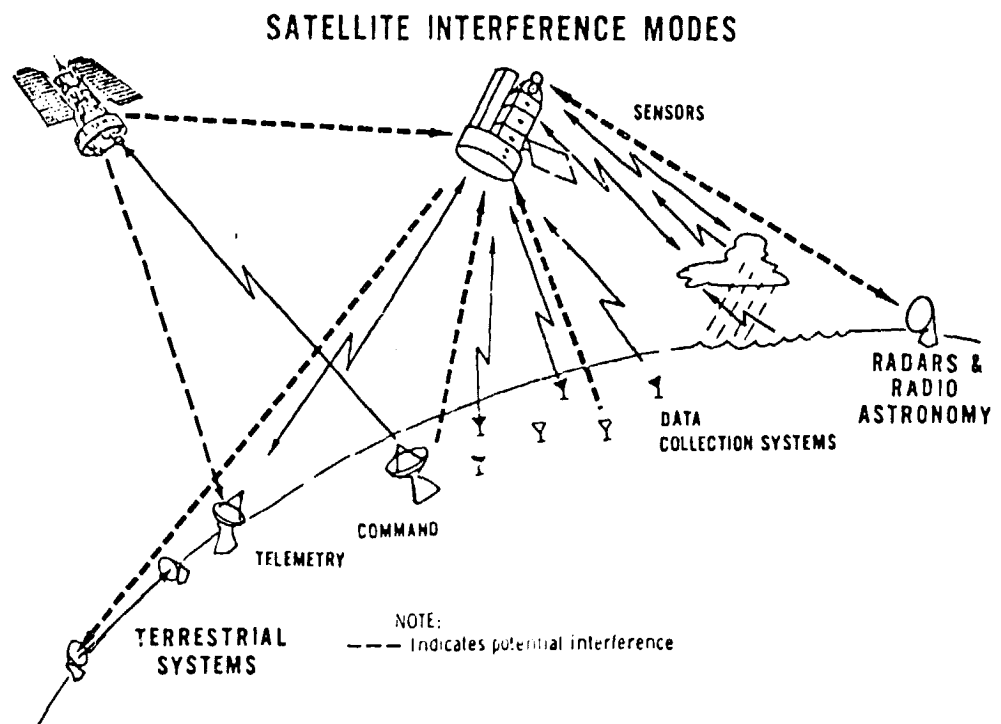 SATELLITE INTERFERENCE MODES
SENSORS
RADARS &
RADIO
ASTRONOMY
DATA
COLLECTION SYSTEMS
COMMAND
TELEMETRY
TERRESTRIAL
SYSTEMS
NOTE:
Indicates potential interference